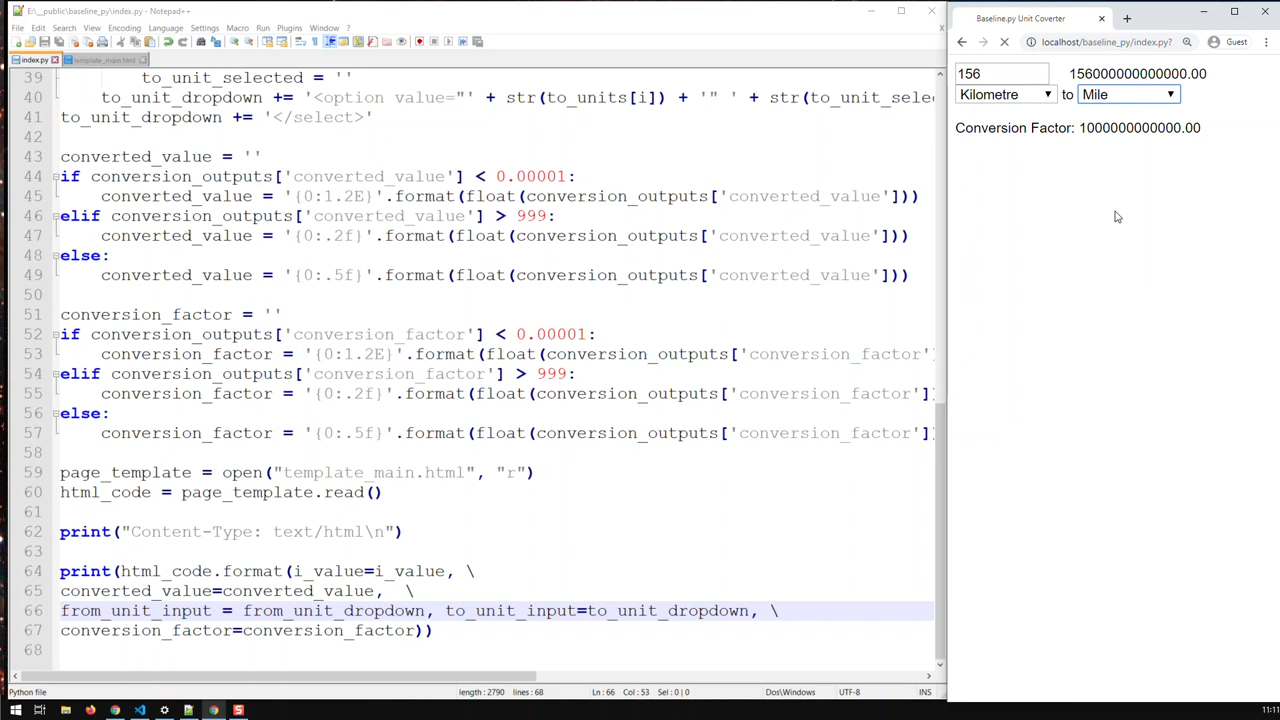 E:\__public\baseline_py\index.py - Notepad++
File Edit Search View Encoding Language Settings Macro Run Plugins Window ?
X
index.py template_main.html
39 to_unit_selected = ''
40 to_unit_dropdown += '<option value="' + str(to_units[i]) + '" ' + str(to_unit_sele
41 to_unit_dropdown += '</select>'
42
43 converted_value = ''
44 if conversion_outputs['converted_value'] < 0.00001:
45 converted_value = '{0:1.2E}'.format(float(conversion_outputs['converted_value']))
46 elif conversion_outputs['converted_value'] > 999:
47 converted_value = '{0:.2f}'.format(float(conversion_outputs['converted_value']))
48 else:
49 converted_value = '{0:.5f}'.format(float(conversion_outputs['converted_value']))
50
51 conversion_factor = ''
52 if conversion_outputs['conversion_factor'] < 0.00001:
53 conversion_factor = '{0:1.2E}'.format(float(conversion_outputs['conversion_factor'
54 elif conversion_outputs['conversion_factor'] > 999:
55 conversion_factor = '{0:.2f}'.format(float(conversion_outputs['conversion_factor']
56 else:
57 conversion_factor = '{0:.5f}'.format(float(conversion_outputs['conversion_factor']
58
59 page_template = open("template_main.html", "r")
60 html_code = page_template.read()
61
62 print("Content-Type: text/html\n")
63
64 print(html_code.format(i_value=i_value, \
65 converted_value=converted_value, \
66 from_unit_input = from_unit_dropdown, to_unit_input=to_unit_dropdown, \
67 conversion_factor=conversion_factor))
68
Python file length : 2790 lines : 68 Ln : 66 Col : 53 Sel : 0 | 0 Dos\Windows UTF-8 INS
Baseline.py Unit Coverter
localhost/baseline_py/index.py? Guest
156 156000000000000.00
Kilometre to Mile
Conversion Factor: 1000000000000.00
11:11